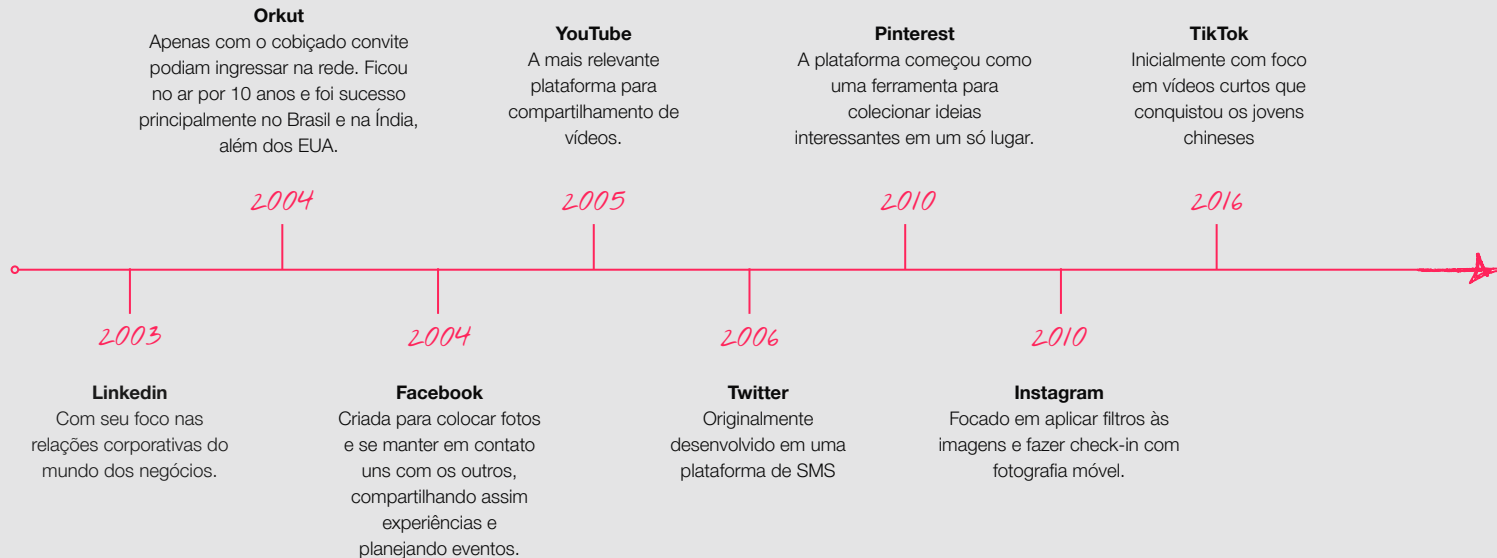 Orkut
Apenas com o cobiçado convite
podiam ingressar na rede. Ficou
no ar por 10 anos e foi sucesso
principalmente no Brasil e na Índia,
além dos EUA.
2004
YouTube
A mais relevante
plataforma para
compartilhamento de
vídeos.
2005
Pinterest
A plataforma começou como
uma ferramenta para
colecionar ideias
interessantes em um só lugar.
2010
TikTok
Inicialmente com foco
em vídeos curtos que
conquistou os jovens
chineses
2016
2003
Linkedin
Com seu foco nas
relações corporativas do
mundo dos negócios.
2004
Facebook
Criada para colocar fotos
e se manter em contato
uns com os outros,
compartilhando assim
experiências e
planejando eventos.
2006
Twitter
Originalmente
desenvolvido em uma
plataforma de SMS
2010
Instagram
Focado em aplicar filtros às
imagens e fazer check-in com
fotografia móvel.